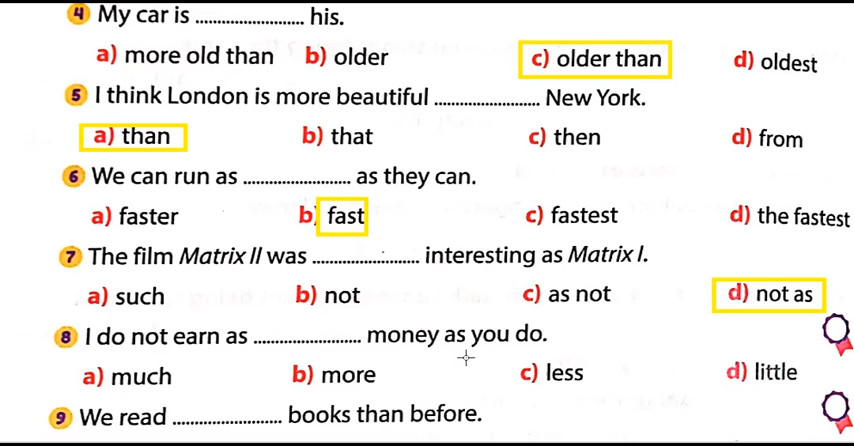 4 My car is ........................ his.
a) more old than b) older c) older than d) oldest
5 I think London is more beautiful ........................ New York.
a) than b) that c) then d) from
6 We can run as ........................ as they can.
a) faster b) fast c) fastest d) the fastest
7 The film Matrix II was ........................ interesting as Matrix I.
a) such b) not c) as not d) not as
8 I do not earn as ........................ money as you do.
a) much b) more c) less d) little
9 We read ........................ books than before.